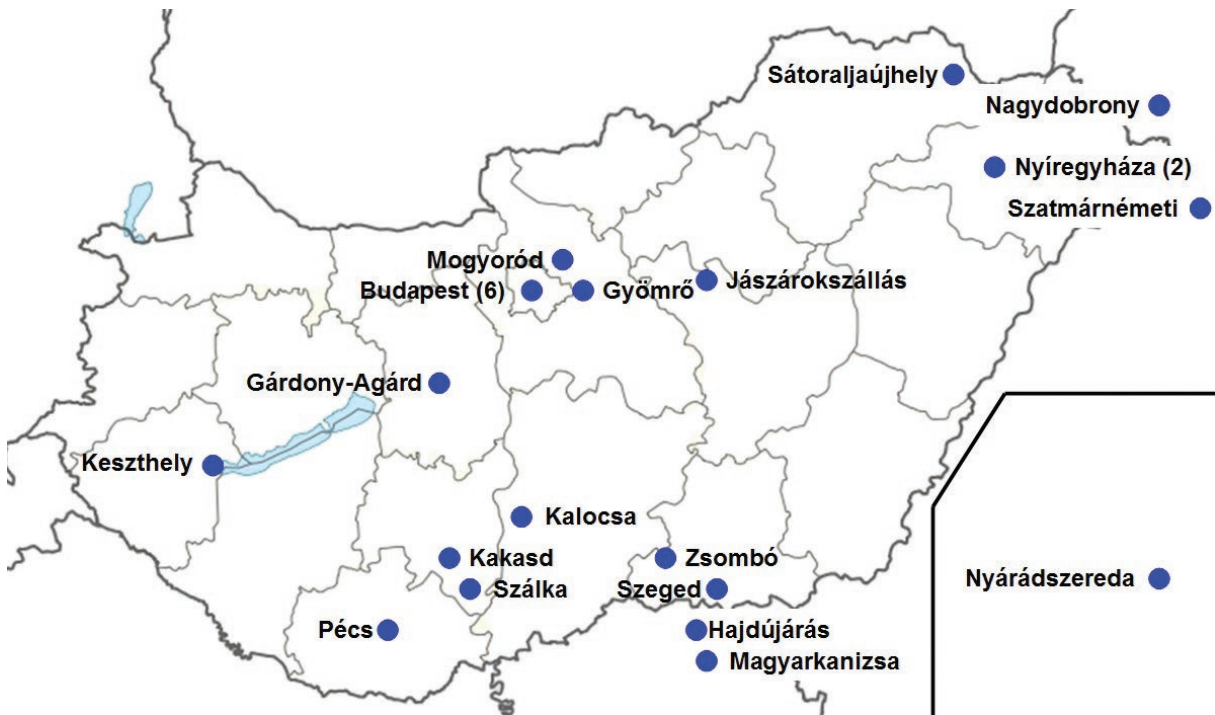 Sátoraljaújhely
Nagydobrony
Nyíregyháza (2)
Szatmárnémeti
Mogyoród
Budapest (6)
Gyömrő
Jászárokszállás
Gárdony-Agárd
Keszthely
Kalocsa
Kakasd
Zsombó
Szálka
Szeged
Nyárádszereda
Pécs
Hajdújárás
Magyarkanizsa